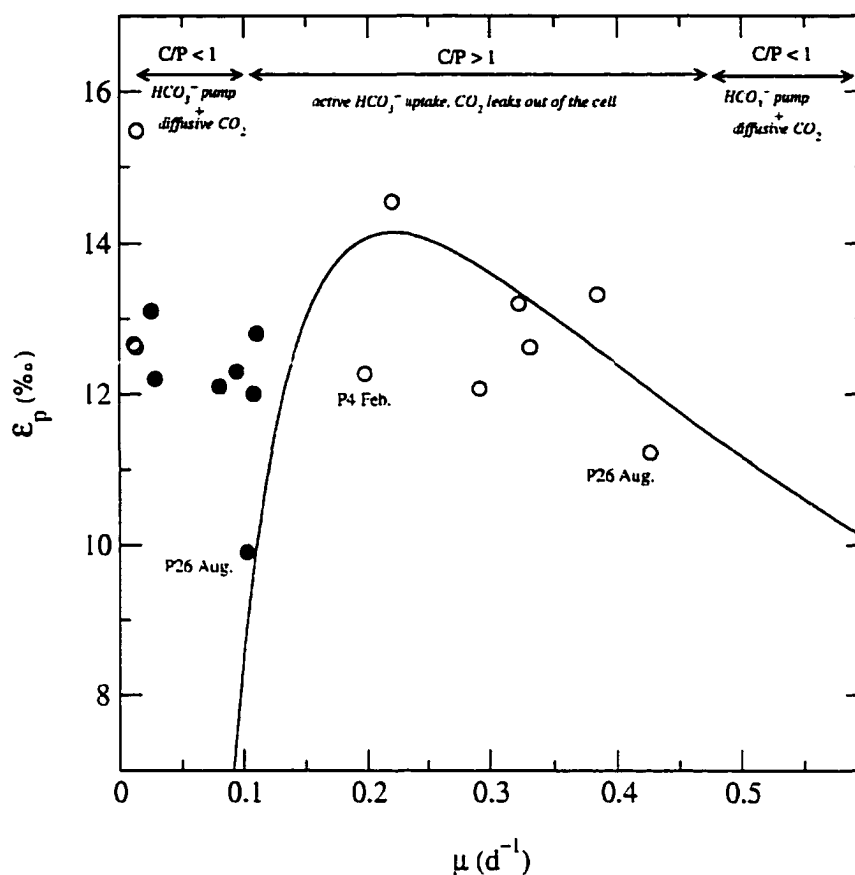 C/P < 1
C/P > 1
C/P < 1
HCO₃⁻ pump
+
diffusive CO₂
active HCO₃⁻ uptake, CO₂ leaks out of the cell
HCO₃⁻ pump
+
diffusive CO₂
16
14
12
10
8
εp (‰)
P4 Feb.
P26 Aug.
P26 Aug.
0
0.1
0.2
0.3
0.4
0.5
μ (d⁻¹)